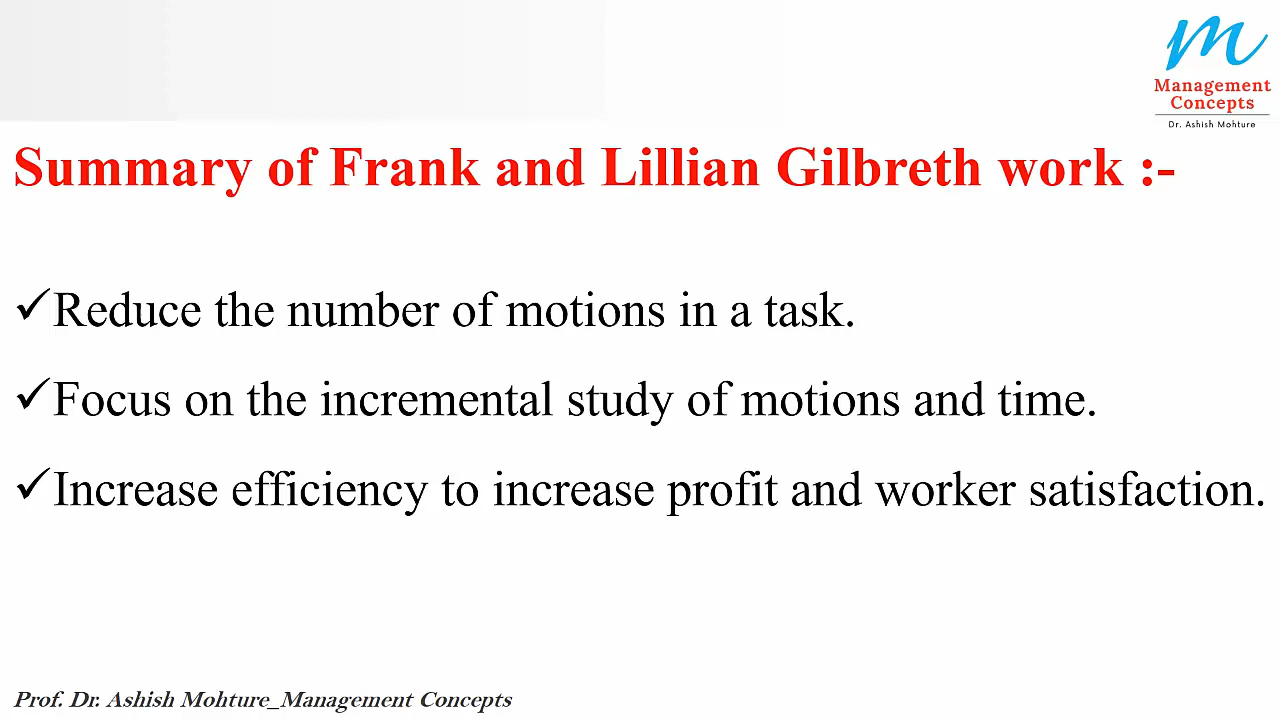 m
Management
Concepts
Dr. Ashish Mohture
Summary of Frank and Lillian Gilbreth work :-
✓Reduce the number of motions in a task.
✓Focus on the incremental study of motions and time.
✓Increase efficiency to increase profit and worker satisfaction.
Prof. Dr. Ashish Mohture_Management Concepts